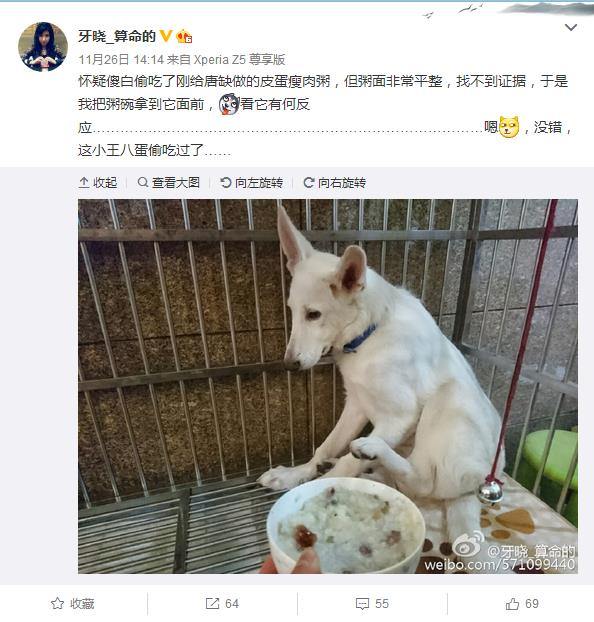 牙晓_算命的
11月26日 14:14 来自 Xperia Z5 尊享版
怀疑傻白偷吃了刚给唐缺做的皮蛋瘦肉粥，但粥面非常平整，找不到证据，于是
我把粥碗拿到它面前，看它有何反
应……………………………………………………………………嗯，没错，
这小王八蛋偷吃过了……
收起 查看大图 向左旋转 向右旋转
@牙晓_算命的
weibo.com/571099440
收藏 64 55 69